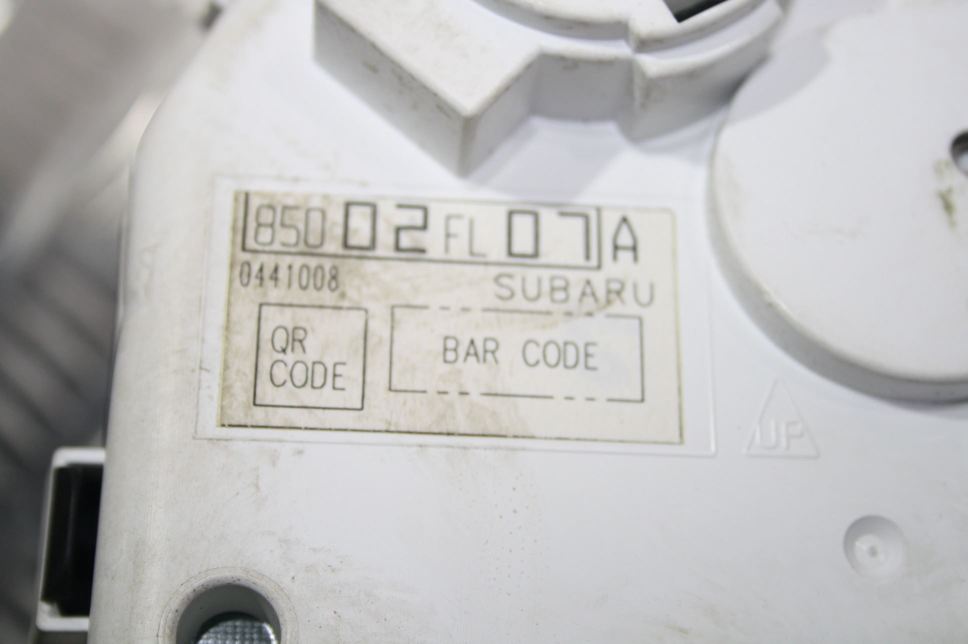 85002FL07A
0441008 SUBARU
QR
CODE
BAR CODE
UP